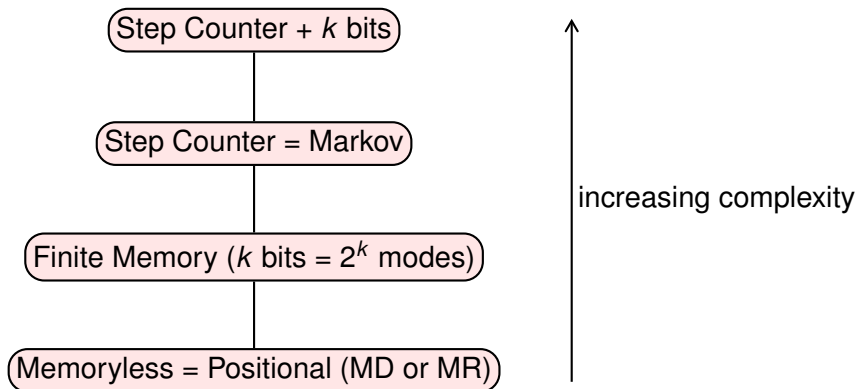 Step Counter + k bits
Step Counter = Markov
increasing complexity
Finite Memory (k bits = 2^k modes)
Memoryless = Positional (MD or MR)